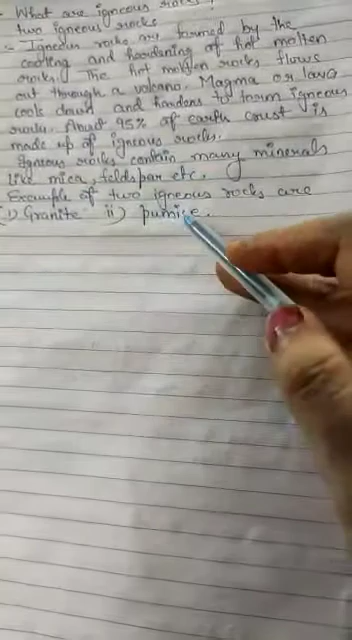 - What are igneous
two igneous rocks
- Igneous rocks are formed by the
cooling and hardening of hot molten
rocks. The hot molten rocks flows
out through a volcano. Magma or lava
cools down and hardens to form igneous
rocks. About 95% of earth crust is
made up of igneous rocks.
Igneous rocks contain many minerals
like mica, feldspar etc.
Example of two igneous rocks are
i) Granite ii) pumice.